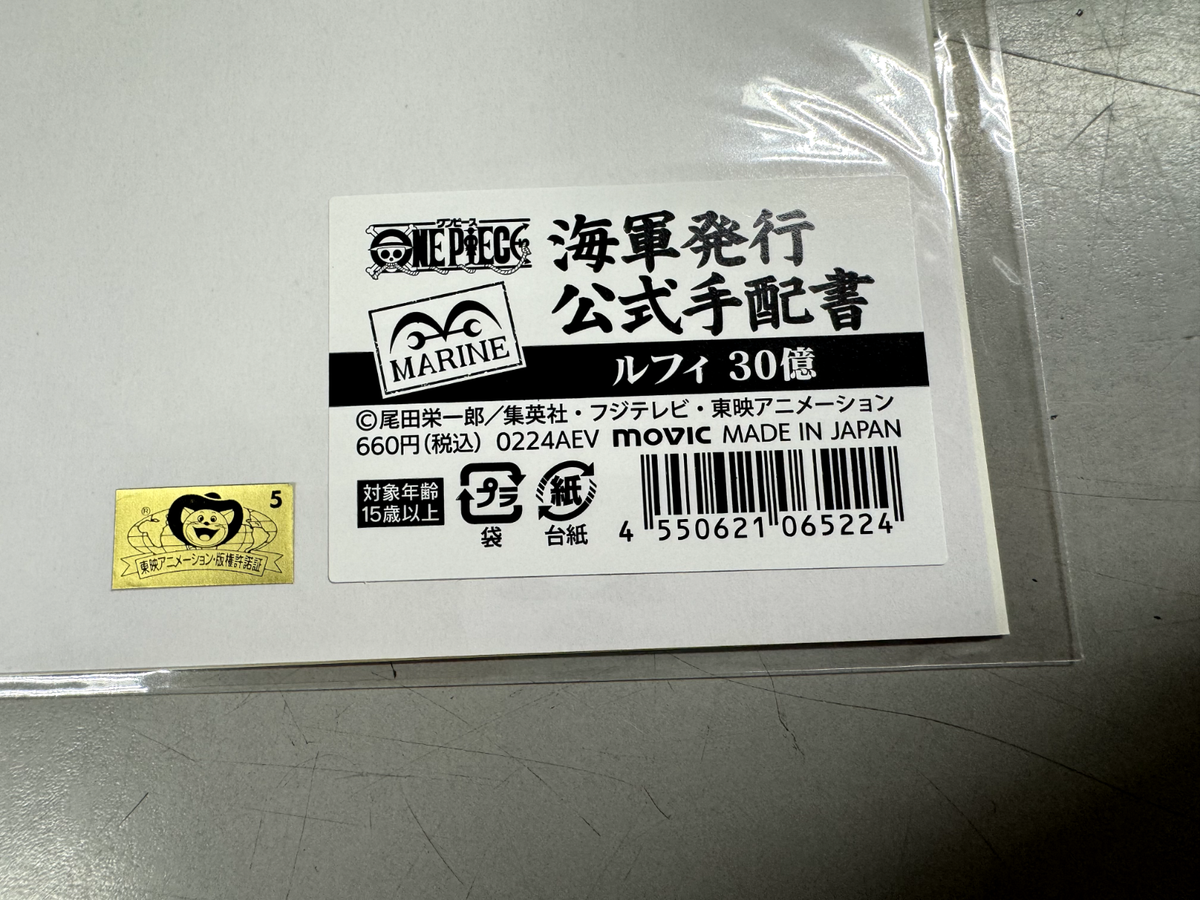 ワンピース
ONE PIECE
海軍発行
公式手配書
MARINE
ルフィ 30億
©尾田栄一郎／集英社・フジテレビ・東映アニメーション
660円(税込) 0224AEV movic MADE IN JAPAN
対象年齢
15歳以上
プラ
袋
紙
台紙
4 550621 065224
5
®
東映アニメーション・版権許諾証